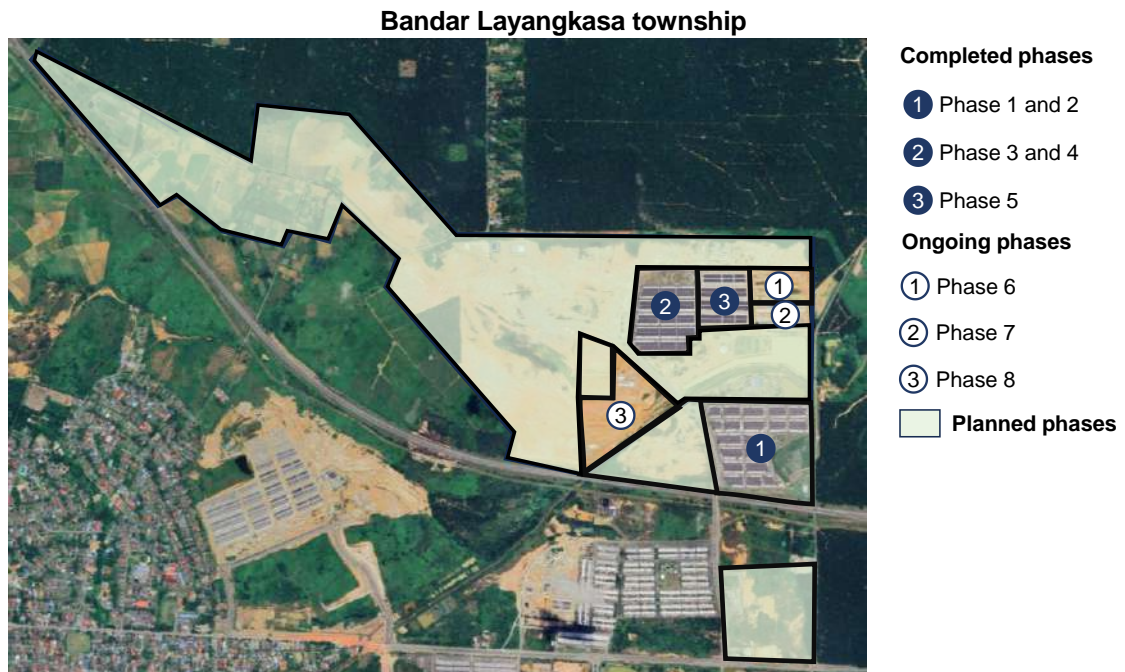 Bandar Layangkasa township
Completed phases
1 Phase 1 and 2
2 Phase 3 and 4
3 Phase 5
Ongoing phases
1 Phase 6
2 Phase 7
3 Phase 8
Planned phases
2
3
1
2
3
1